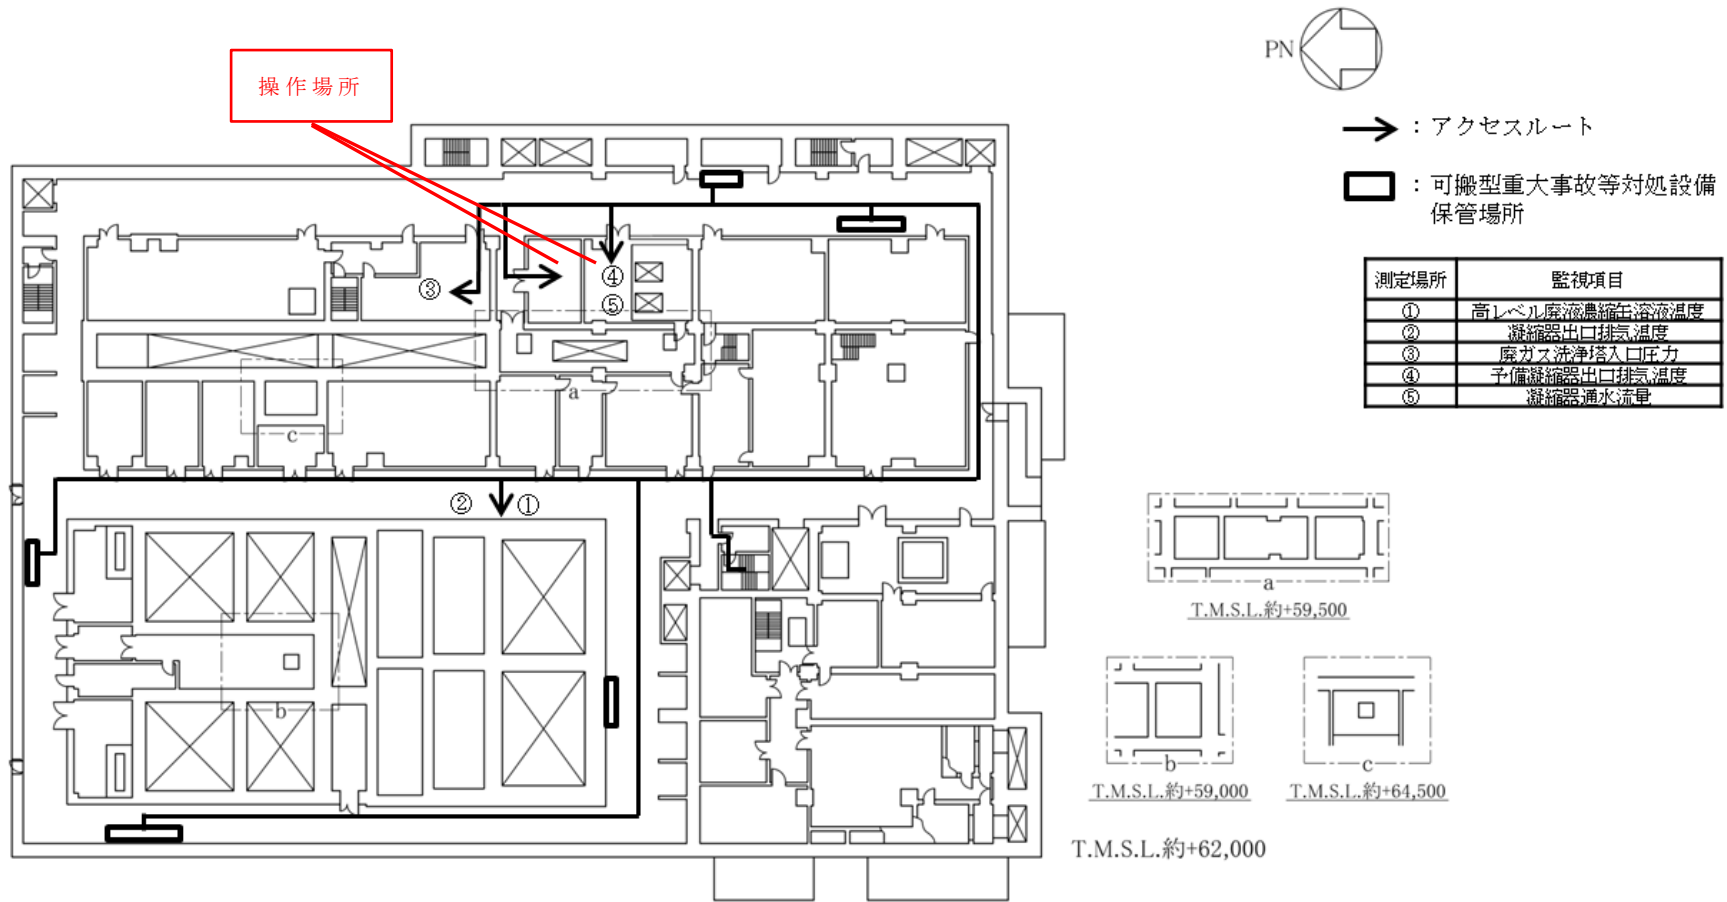 操作場所
PN
：アクセスルート
：可搬型重大事故等対処設備
保管場所
測定場所 監視項目
① 高レベル廃液濃縮缶溶液温度
② 凝縮器出口排気温度
③ 廃ガス洗浄塔入口圧力
④ 予備凝縮器出口排気温度
⑤ 凝縮器通水流量
③
④
⑤
a
c
② ①
b
a
T.M.S.L.約+59,500
b
T.M.S.L.約+59,000
c
T.M.S.L.約+64,500
T.M.S.L.約+62,000